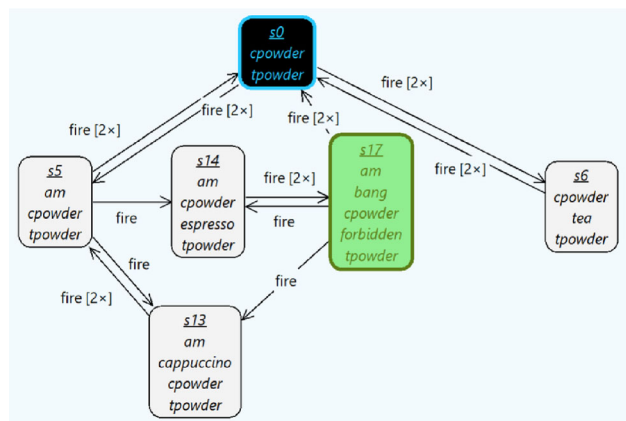 s0
cpowder
tpowder
fire [2×]
fire [2×]
fire [2×]
fire [2×]
fire [2×]
s5
am
cpowder
tpowder
s14
am
cpowder
espresso
tpowder
fire [2×]
fire
s17
am
bang
cpowder
forbidden
tpowder
fire [2×]
s6
cpowder
tea
tpowder
fire
fire
fire
fire [2×]
s13
am
cappuccino
cpowder
tpowder